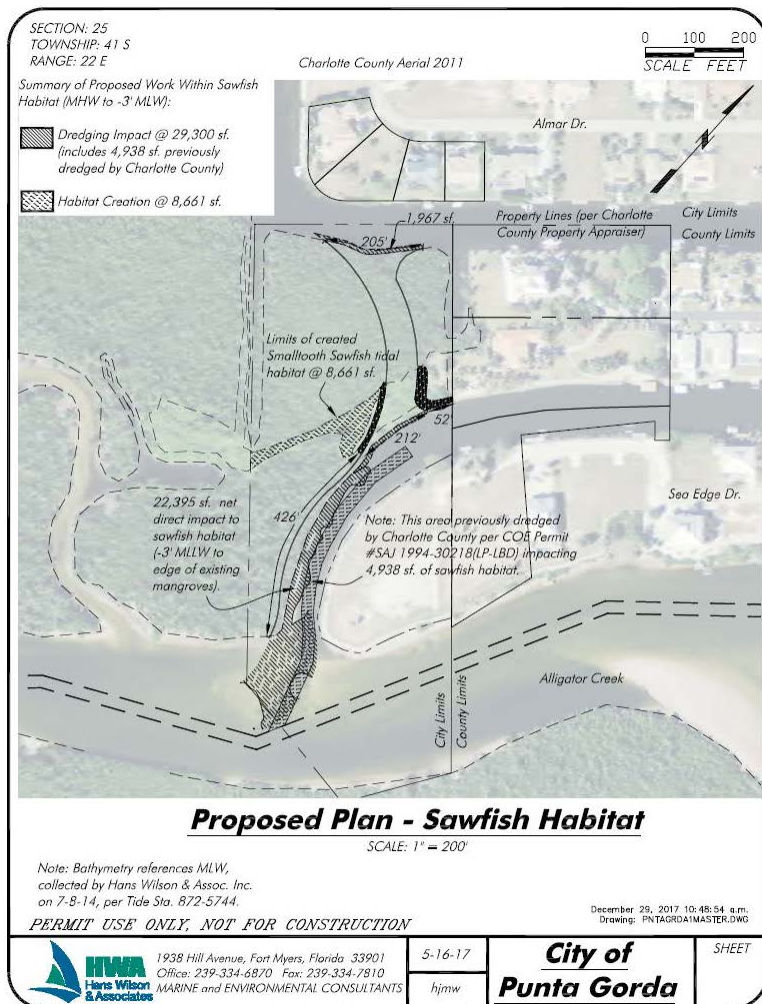 SECTION: 25
TOWNSHIP: 41 S
RANGE: 22 E
Charlotte County Aerial 2011
0 100 200
SCALE FEET
Summary of Proposed Work Within Sawfish
Habitat (MHW to -3' MLW):
Dredging Impact @ 29,300 sf.
(includes 4,938 sf. previously
dredged by Charlotte County)
Habitat Creation @ 8,661 sf.
Almar Dr.
1,967 sf.
205'
Property Lines (per Charlotte
County Property Appraiser)
City Limits
County Limits
Limits of created
Smalltooth Sawfish tidal
habitat @ 8,661 sf.
52'
212'
426'
22,395 sf. net
direct impact to
sawfish habitat
(-3' MLLW to
edge of existing
mangroves).
Note: This area previously dredged
by Charlotte County per COE Permit
#SAJ 1994-30218(LP-LBD) impacting
4,938 sf. of sawfish habitat.
Sea Edge Dr.
Alligator Creek
City Limits
County Limits
Proposed Plan - Sawfish Habitat
SCALE: 1" = 200'
Note: Bathymetry references MLW,
collected by Hans Wilson & Assoc. Inc.
on 7-8-14, per Tide Sta. 872-5744.
December 29, 2017 10:48:54 a.m.
Drawing: PNTAGRDA1MASTER.DWG
PERMIT USE ONLY, NOT FOR CONSTRUCTION
HWA
Hans Wilson
& Associates
1938 Hill Avenue, Fort Myers, Florida 33901
Office: 239-334-6870 Fax: 239-334-7810
MARINE and ENVIRONMENTAL CONSULTANTS
5-16-17
hjmw
City of
Punta Gorda
SHEET